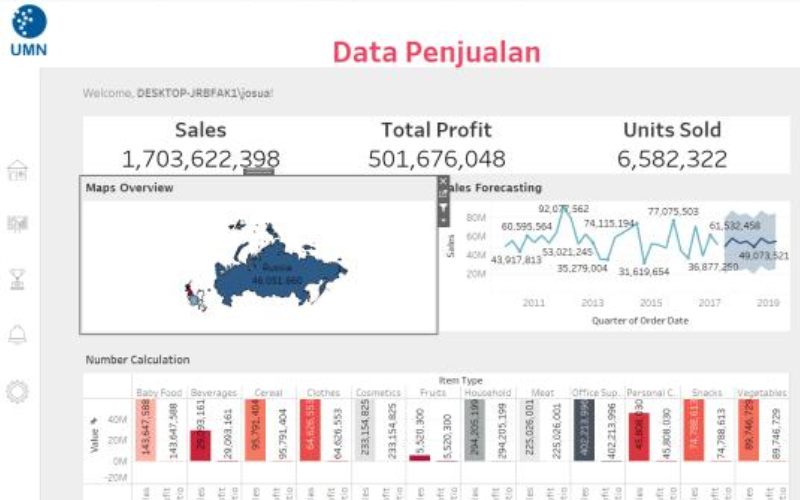 UMN
Data Penjualan
Welcome, DESKTOP-JRBFAK1\josua!
Sales Total Profit Units Sold
1,703,622,398 501,676,048 6,582,322
Maps Overview
Russia
Sales Forecasting
92,077,562
60,595,564 74,115,194 77,075,503 61,532,458
43,917,813 53,021,245 35,279,004 31,619,654 36,877,250 49,073,521
Sales
80M
60M
40M
20M
2011 2013 2015 2017 2019
Quarter of Order Date
Number Calculation
Item Type
Baby Food Beverages Cereal Clothes Cosmetics Fruits Household Meat Office Sup.. Personal C.. Snacks Vegetables
Value
40M
20M
0M
-20M
143,647,588 143,647,588 29,093,161 29,093,161 95,791,404 95,791,404 64,626,553 64,626,553 233,154,825 233,154,825 5,520,300 5,520,300 294,205,199 294,205,199 225,026,001 225,026,001 402,213,996 402,213,996 45,808,030 45,808,030 74,788,613 74,788,613 89,746,729 89,746,729